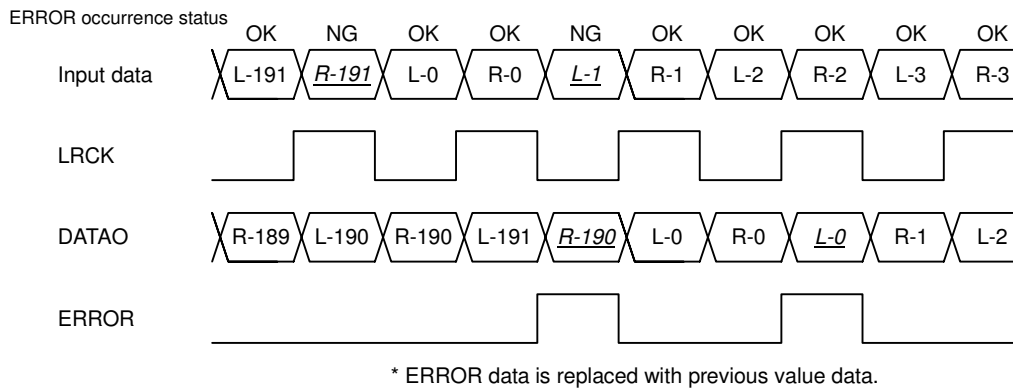 ERROR occurrence status
OK NG OK OK NG OK OK OK OK OK
Input data L-191 R-191 L-0 R-0 L-1 R-1 L-2 R-2 L-3 R-3
LRCK
DATAO R-189 L-190 R-190 L-191 R-190 L-0 R-0 L-0 R-1 L-2
ERROR
* ERROR data is replaced with previous value data.